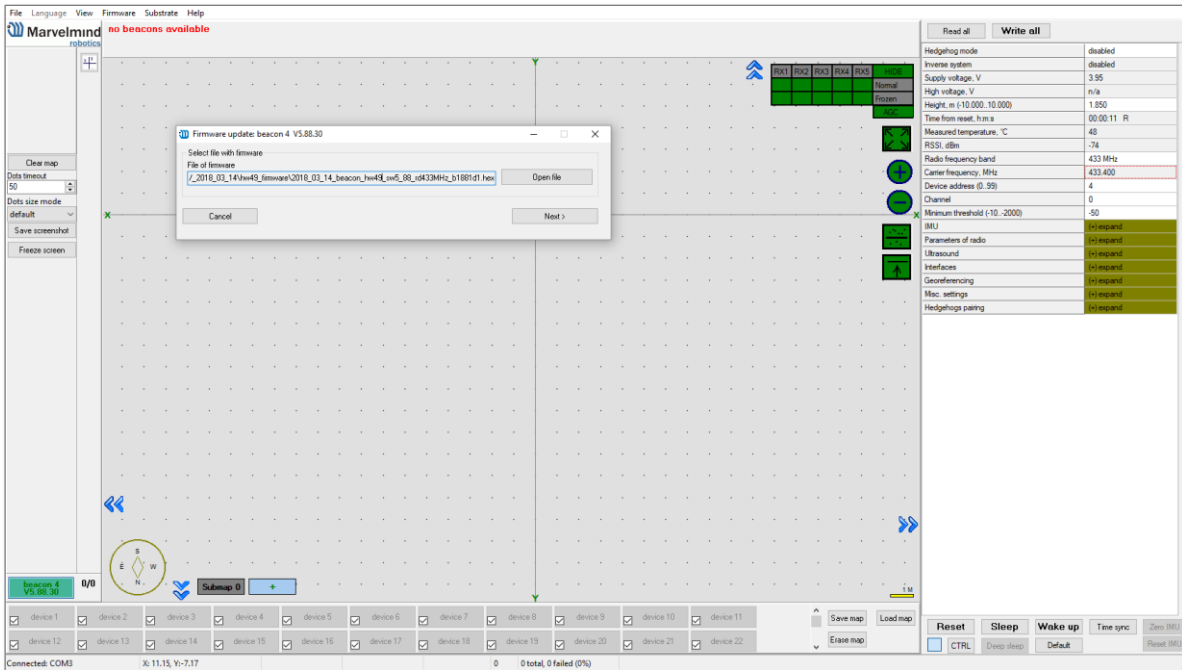 File Language View Firmware Substrate Help
Marvelmind
robotics
no beacons available
RX1 RX2 RX3 RX4 RX5 HIDE
Normal
Frozen
AGC
Y
Firmware update: beacon 4 V5.88.30
Select file with firmware
File of firmware
/_2018_03_14\hw49_firmware\2018_03_14_beacon_hw49_sw5_88_rd433MHz_b1881d1.hex
Open file
Cancel
Next >
Clear map
Dots timeout
50
Dots size mode
default
Save screenshot
Freeze screen
X
X
S
E W
N
Submap 0 +
Y
1 M
beacon 4
V5.88.30
0/0
device 1 device 2 device 3 device 4 device 5 device 6 device 7 device 8 device 9 device 10 device 11
device 12 device 13 device 14 device 15 device 16 device 17 device 18 device 19 device 20 device 21 device 22
Save map Load map
Erase map
Connected: COM3 X: 11.15, Y:-7.17 0 0 total, 0 failed (0%)
Read all Write all
Hedgehog mode disabled
Inverse system disabled
Supply voltage, V 3.95
High voltage, V n/a
Height, m (-10.000..10.000) 1.850
Time from reset, h:m:s 00:00:11 R
Measured temperature, °C 48
RSSI, dBm -74
Radio frequency band 433 MHz
Carrier frequency, MHz 433.400
Device address (0..99) 4
Channel 0
Minimum threshold (-10..-2000) -50
IMU (+) expand
Parameters of radio (+) expand
Ultrasound (+) expand
Interfaces (+) expand
Georeferencing (+) expand
Misc. settings (+) expand
Hedgehogs pairing (+) expand
Reset Sleep Wake up Time sync Zero IMU
CTRL Deep sleep Default Reset IMU